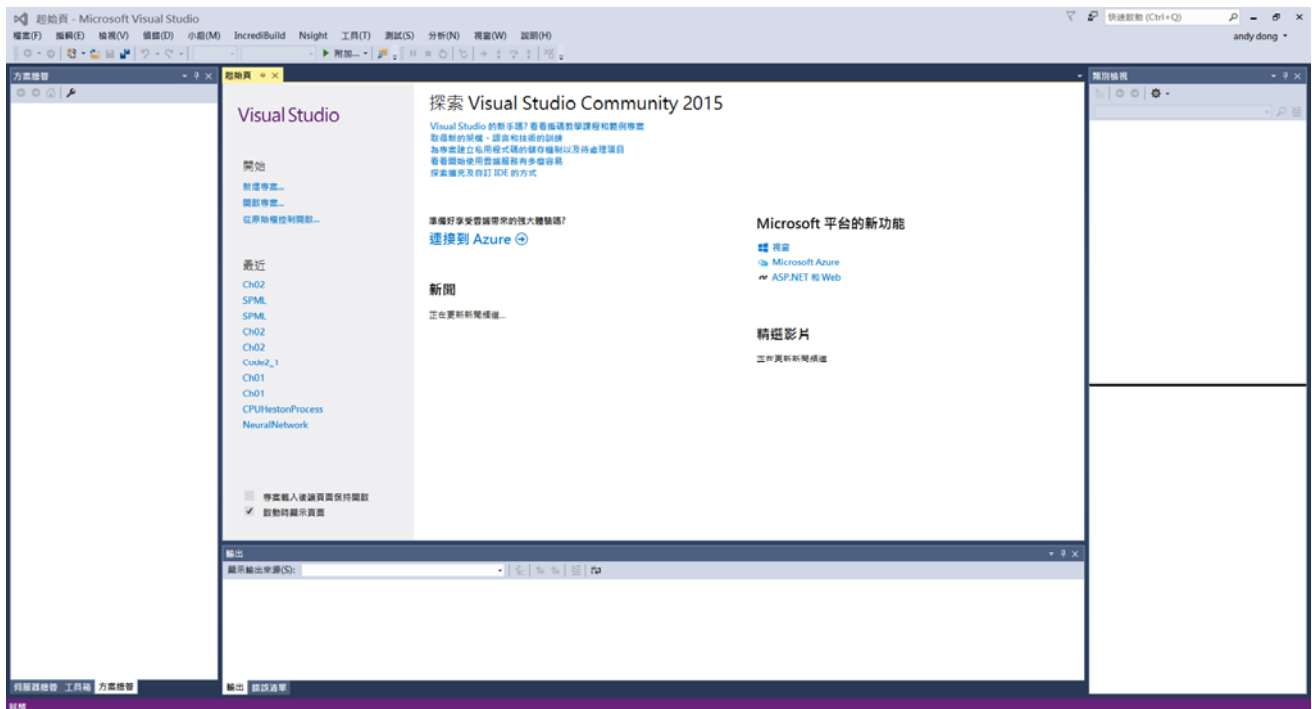 起始頁 - Microsoft Visual Studio
快速啟動 (Ctrl+Q)
檔案(F) 編輯(E) 檢視(V) 偵錯(D) 小組(M) IncrediBuild Nsight 工具(T) 測試(S) 分析(N) 視窗(W) 說明(H)
andy dong
附加...
方案總管
起始頁
類別檢視
Visual Studio
開始
新增專案...
開啟專案...
從原始檔控制開啟...
最近
Ch02
SPML
SPML
Ch02
Ch02
Code2_1
Ch01
Ch01
CPUHestonProcess
NeuralNetwork
專案載入後讓頁面保持開啟
啟動時顯示頁面
探索 Visual Studio Community 2015
Visual Studio 的新手嗎? 看看編碼教學課程和範例專案
取得新的架構、語言和技術的訓練
為專案建立私用程式碼的儲存機制以及待處理項目
看看開始使用雲端服務有多麼容易
探索擴充及自訂 IDE 的方式
準備好享受雲端帶來的強大體驗嗎?
連接到 Azure
新聞
正在更新新聞頻道...
Microsoft 平台的新功能
視窗
Microsoft Azure
ASP.NET 和 Web
精選影片
正在更新新聞頻道
輸出
顯示輸出來源(S):
伺服器總管 工具箱 方案總管
輸出 錯誤清單
就緒